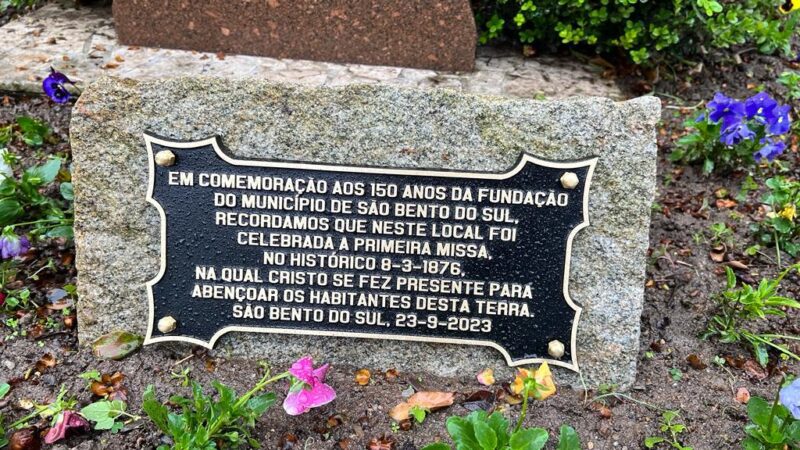 EM COMEMORAÇÃO AOS 150 ANOS DA FUNDAÇÃO
DO MUNICÍPIO DE SÃO BENTO DO SUL,
RECORDAMOS QUE NESTE LOCAL FOI
CELEBRADA A PRIMEIRA MISSA,
NO HISTÓRICO 8-3-1876,
NA QUAL CRISTO SE FEZ PRESENTE PARA
ABENÇOAR OS HABITANTES DESTA TERRA.
SÃO BENTO DO SUL, 23-9-2023